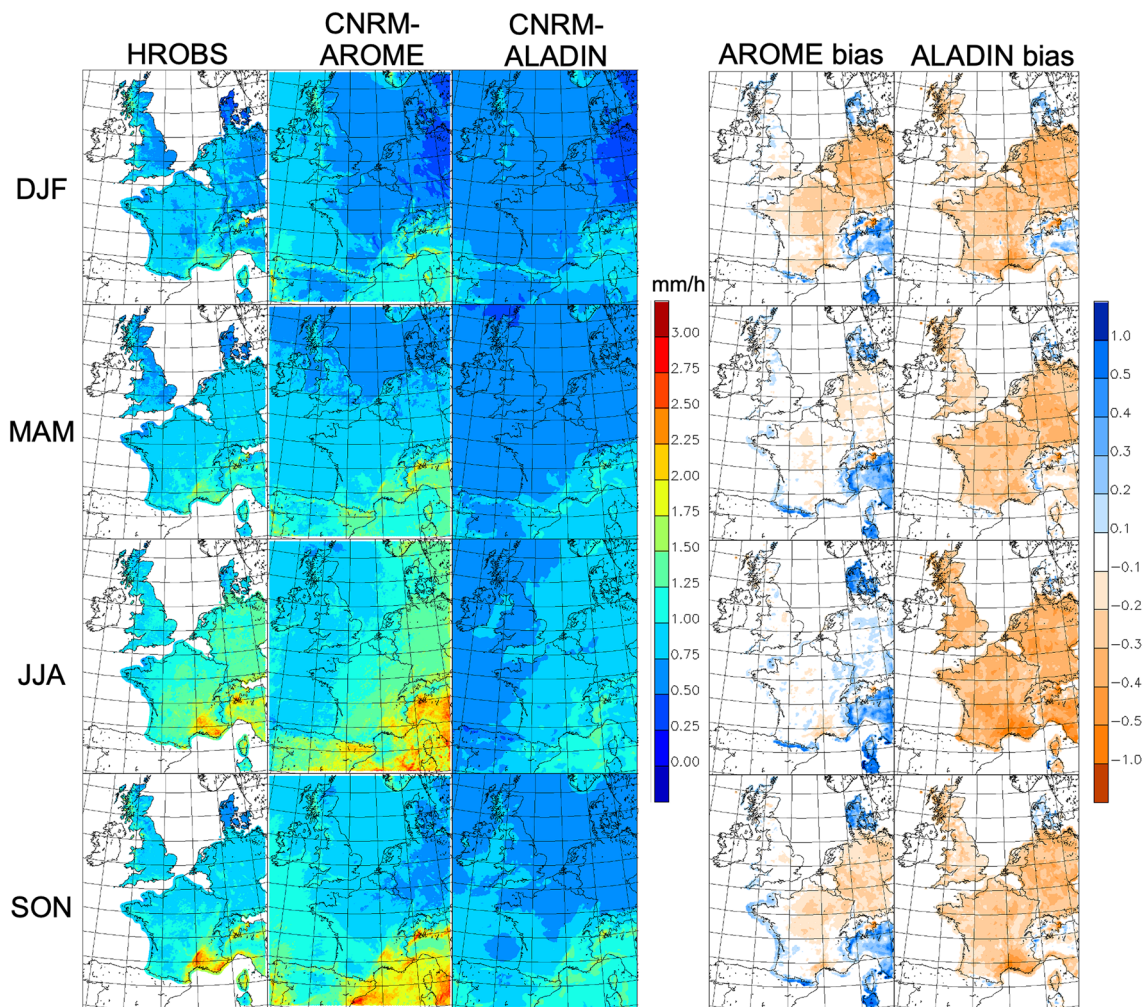 HROBS
CNRM-
AROME
CNRM-
ALADIN
AROME bias
ALADIN bias
DJF
MAM
JJA
SON
mm/h
3.00
2.50
2.25
2.00
1.75
1.50
1.25
1.00
0.75
0.50
0.25
0.00
1.0
0.5
0.4
0.3
0.2
0.1
−0.1
−0.2
−0.3
−0.4
−0.5
−1.0